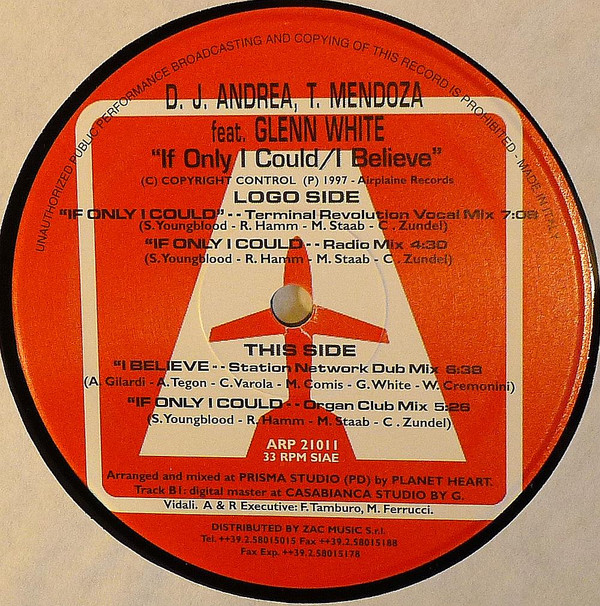 UNAUTHORIZED PUBLIC PERFORMANCE BROADCASTING AND COPYING OF THIS RECORD IS PROHIBITED - MADE IN ITALY
D. J. ANDREA, T. MENDOZA
feat. GLENN WHITE
"If Only I Could/I Believe"
(C) COPYRIGHT CONTROL (P) 1997 - Airplaine Records
LOGO SIDE
"IF ONLY I COULD" - - Terminal Revolution Vocal Mix 7:09
(S.Youngblood - R. Hamm - M. Staab - C . Zundel)
"IF ONLY I COULD - - Radio Mix 4:30
(S.Youngblood - R. Hamm - M. Staab - C . Zundel)
THIS SIDE
"I BELIEVE - - Station Network Dub Mix 6:38
(A. Gilardi - A.Tegon - C. Varola - M. Comis - G. White - W. Cremonini)
"IF ONLY I COULD - - Organ Club Mix 5:26
(S.Youngblood - R. Hamm - M. Staab - C . Zundel)
ARP 21011
33 RPM SIAE
Arranged and mixed at PRISMA STUDIO (PD) by PLANET HEART.
Track B1: digital master at CASABIANCA STUDIO BY G.
Vidali. A & R Executive: F. Tamburo, M. Ferrucci.
DISTRIBUTED BY ZAC MUSIC S.r.l.
Tel. ++39.2.58015015 Fax ++39.2.58015188
Fax Exp. ++39.2.58015178